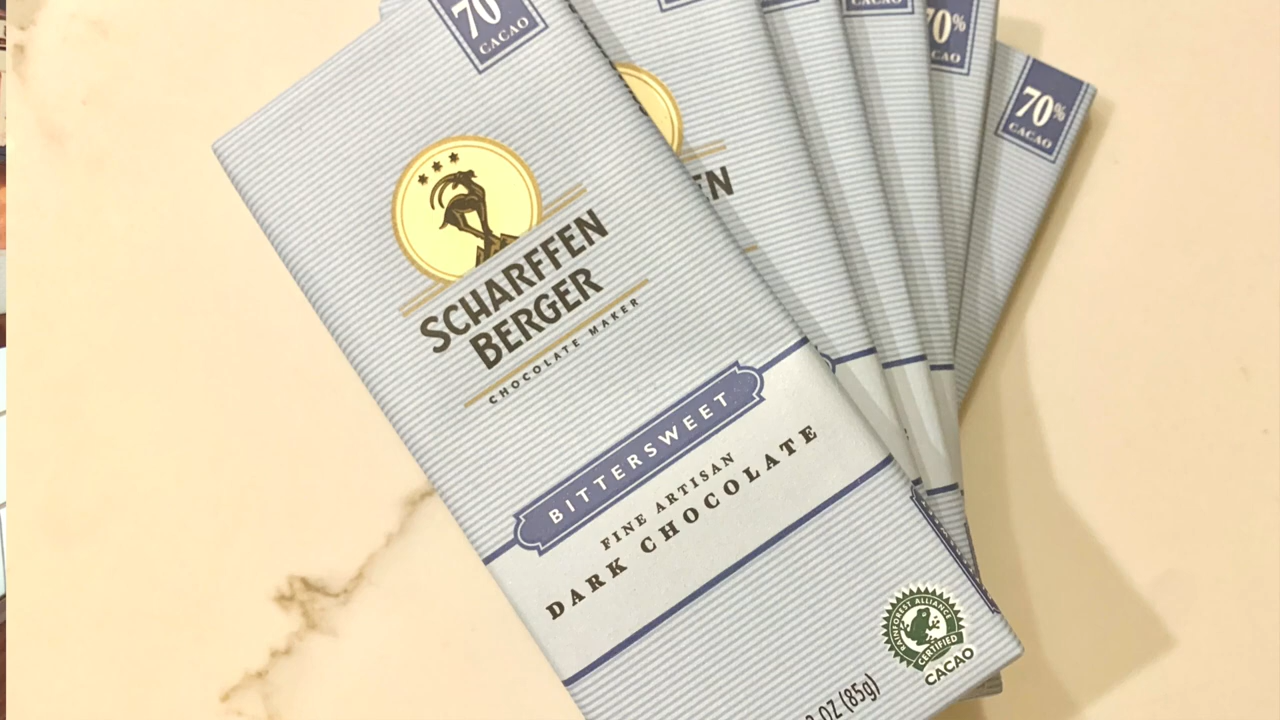 70
CACAO
SCHARFFEN
BERGER
CHOCOLATE MAKER
BITTERSWEET
FINE ARTISAN
DARK CHOCOLATE
RAINFOREST ALLIANCE
CERTIFIED
CACAO
OZ (85g)
EN
70%
CACAO
70%
CACAO